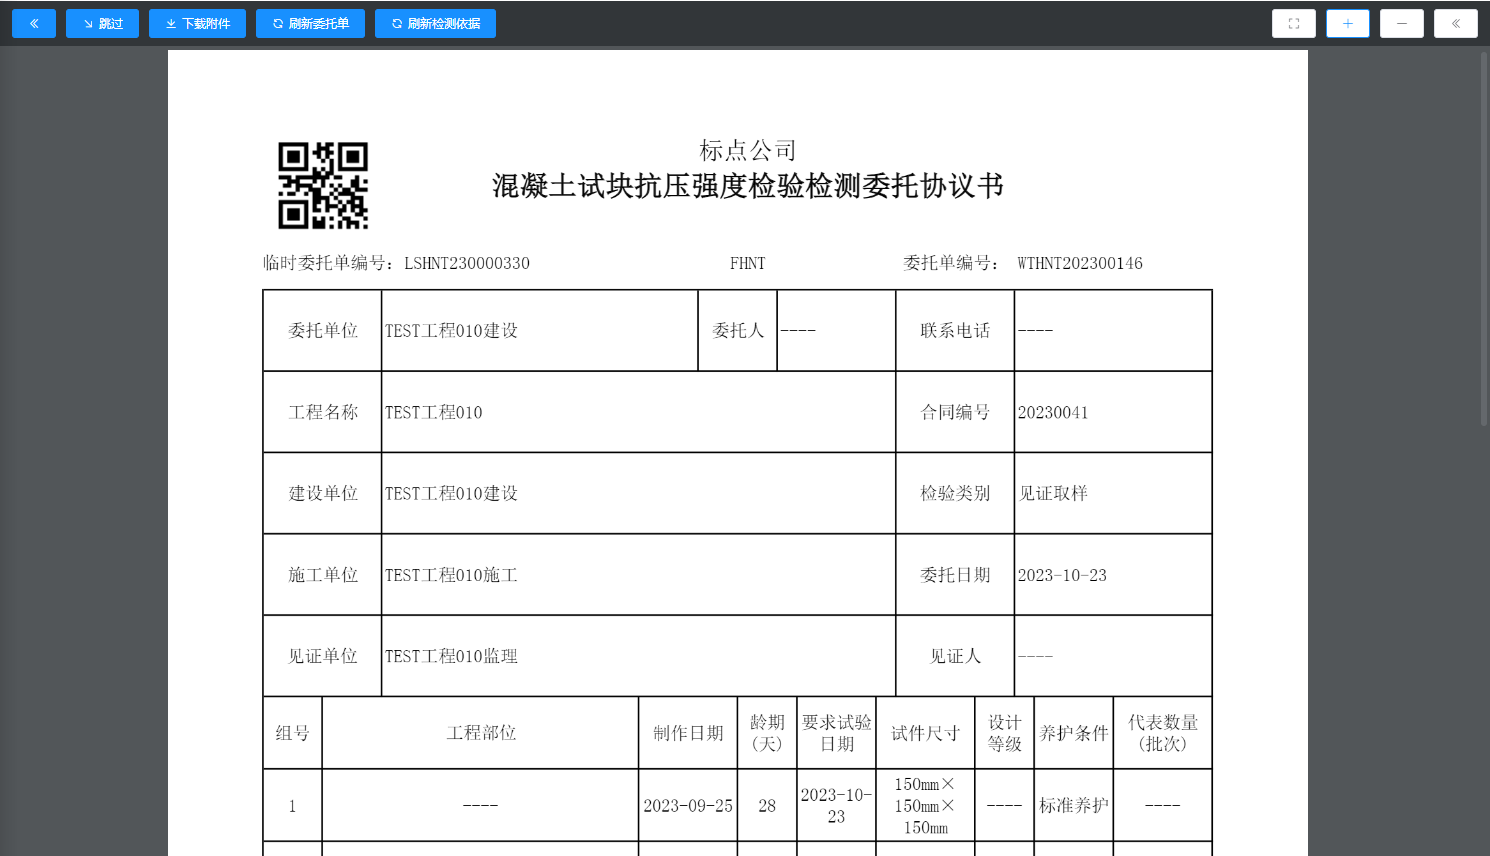 跳过 下载附件 刷新委托单 刷新检测依据
标点公司
混凝土试块抗压强度检验检测委托协议书
临时委托单编号：LSHNT230000330 FHNT 委托单编号： WTHNT202300146
委托单位 TEST工程010建设 委托人 ---- 联系电话 ----
工程名称 TEST工程010 合同编号 20230041
建设单位 TEST工程010建设 检验类别 见证取样
施工单位 TEST工程010施工 委托日期 2023-10-23
见证单位 TEST工程010监理 见证人 ----
组号 工程部位 制作日期 龄期 要求试验 试件尺寸 设计 养护条件 代表数量
(天) 日期 等级 (批次)
1 ---- 2023-09-25 28 2023-10- 150mm× ---- 标准养护 ----
23 150mm×
150mm